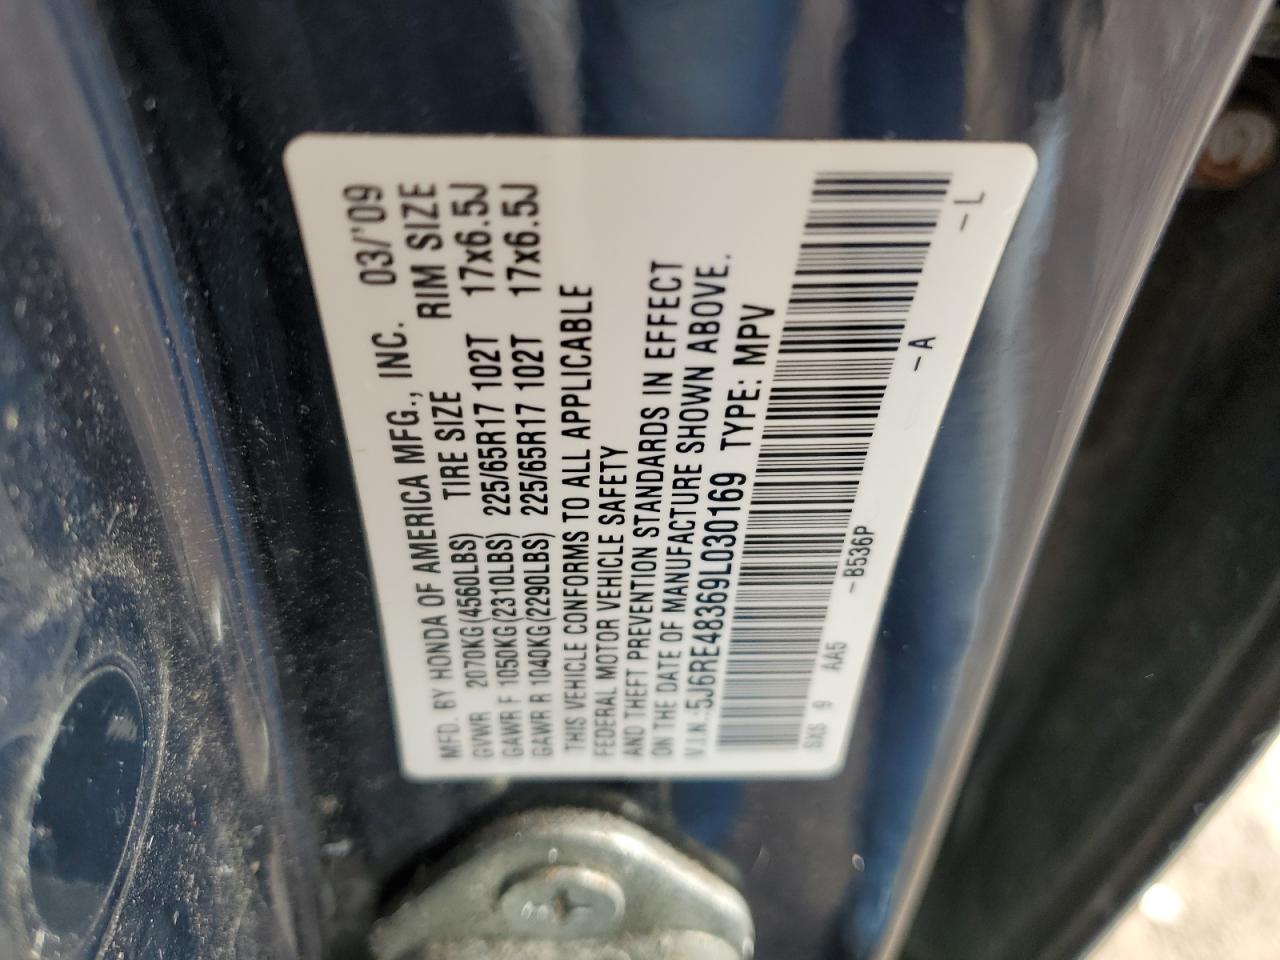 MFD. BY HONDA OF AMERICA MFG., INC. 03/'09
GVWR 2070KG(4560LBS) TIRE SIZE RIM SIZE
GAWR F 1050KG(2310LBS) 225/65R17 102T 17x6.5J
GAWR R 1040KG(2290LBS) 225/65R17 102T 17x6.5J
THIS VEHICLE CONFORMS TO ALL APPLICABLE
FEDERAL MOTOR VEHICLE SAFETY
AND THEFT PREVENTION STANDARDS IN EFFECT
ON THE DATE OF MANUFACTURE SHOWN ABOVE.
V.I.N.:5J6RE48369L030169 TYPE: MPV
SXS 9 AA5 -B536P -A -L